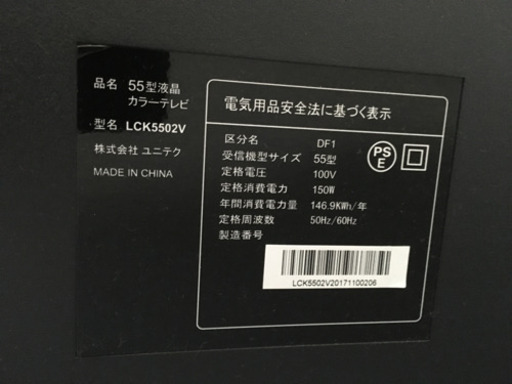 品名 55型液晶
カラーテレビ
型名 LCK5502V
株式会社 ユニテク
MADE IN CHINA
電気用品安全法に基づく表示
区分名 DF1
受信機型サイズ 55型
定格電圧 100V
定格消費電力 150W
年間消費電力量 146.9KWh/年
定格周波数 50Hz/60Hz
製造番号
PS
E
LCK5502V20171100206